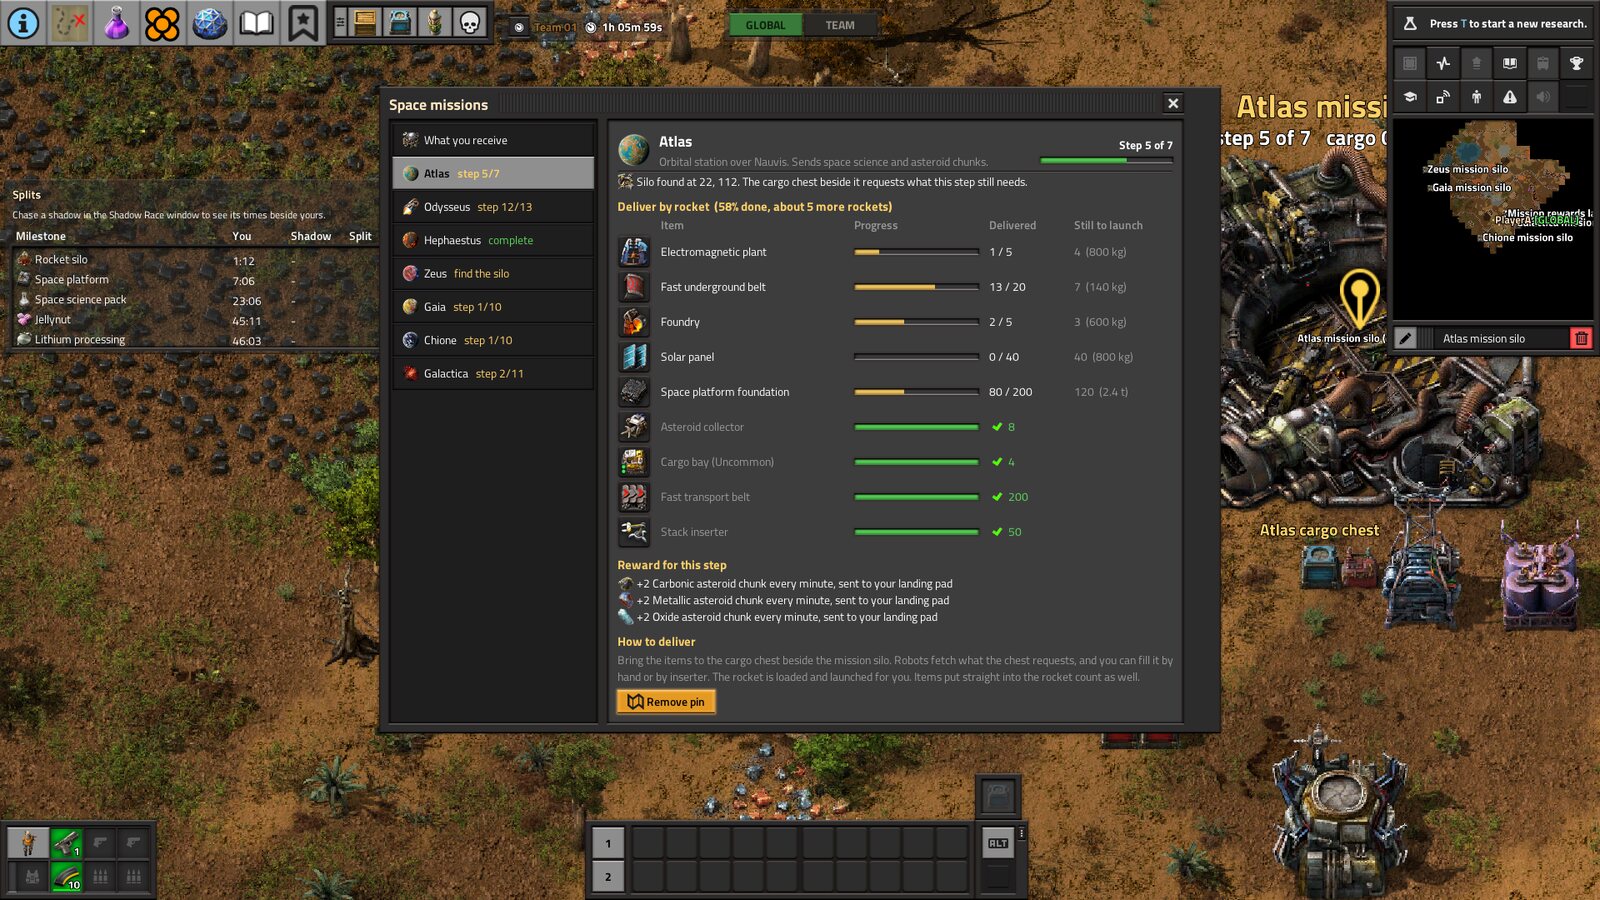 Team 01
1h 05m 59s
GLOBAL
TEAM
Press T to start a new research.
Space missions
What you receive
Atlas step 5/7
Odysseus step 12/13
Hephaestus complete
Zeus find the silo
Gaia step 1/10
Chione step 1/10
Galactica step 2/11
Atlas
Orbital station over Nauvis. Sends space science and asteroid chunks.
Step 5 of 7
Silo found at 22, 112. The cargo chest beside it requests what this step still needs.
Deliver by rocket (58% done, about 5 more rockets)
Item Progress Delivered Still to launch
Electromagnetic plant 1 / 5 4 (800 kg)
Fast underground belt 13 / 20 7 (140 kg)
Foundry 2 / 5 3 (600 kg)
Solar panel 0 / 40 40 (800 kg)
Space platform foundation 80 / 200 120 (2.4 t)
Asteroid collector 8
Cargo bay (Uncommon) 4
Fast transport belt 200
Stack inserter 50
Reward for this step
+2 Carbonic asteroid chunk every minute, sent to your landing pad
+2 Metallic asteroid chunk every minute, sent to your landing pad
+2 Oxide asteroid chunk every minute, sent to your landing pad
How to deliver
Bring the items to the cargo chest beside the mission silo. Robots fetch what the chest requests, and you can fill it by
hand or by inserter. The rocket is loaded and launched for you. Items put straight into the rocket count as well.
Remove pin
Splits
Chase a shadow in the Shadow Race window to see its times beside yours.
Milestone You Shadow Split
Rocket silo 1:12 -
Space platform 7:06 -
Space science pack 23:06 -
Jellynut 45:11 -
Lithium processing 46:03 -
Atlas missi
step 5 of 7 cargo
Zeus mission silo
Gaia mission silo
Mission rewards la
Chione mission silo
Atlas mission silo (
Atlas mission silo
Atlas cargo chest
1
10
1
2
ALT